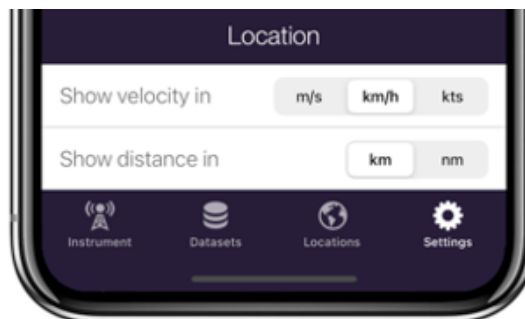 Location
Show velocity in m/s km/h kts
Show distance in km nm
Instrument Datasets Locations Settings